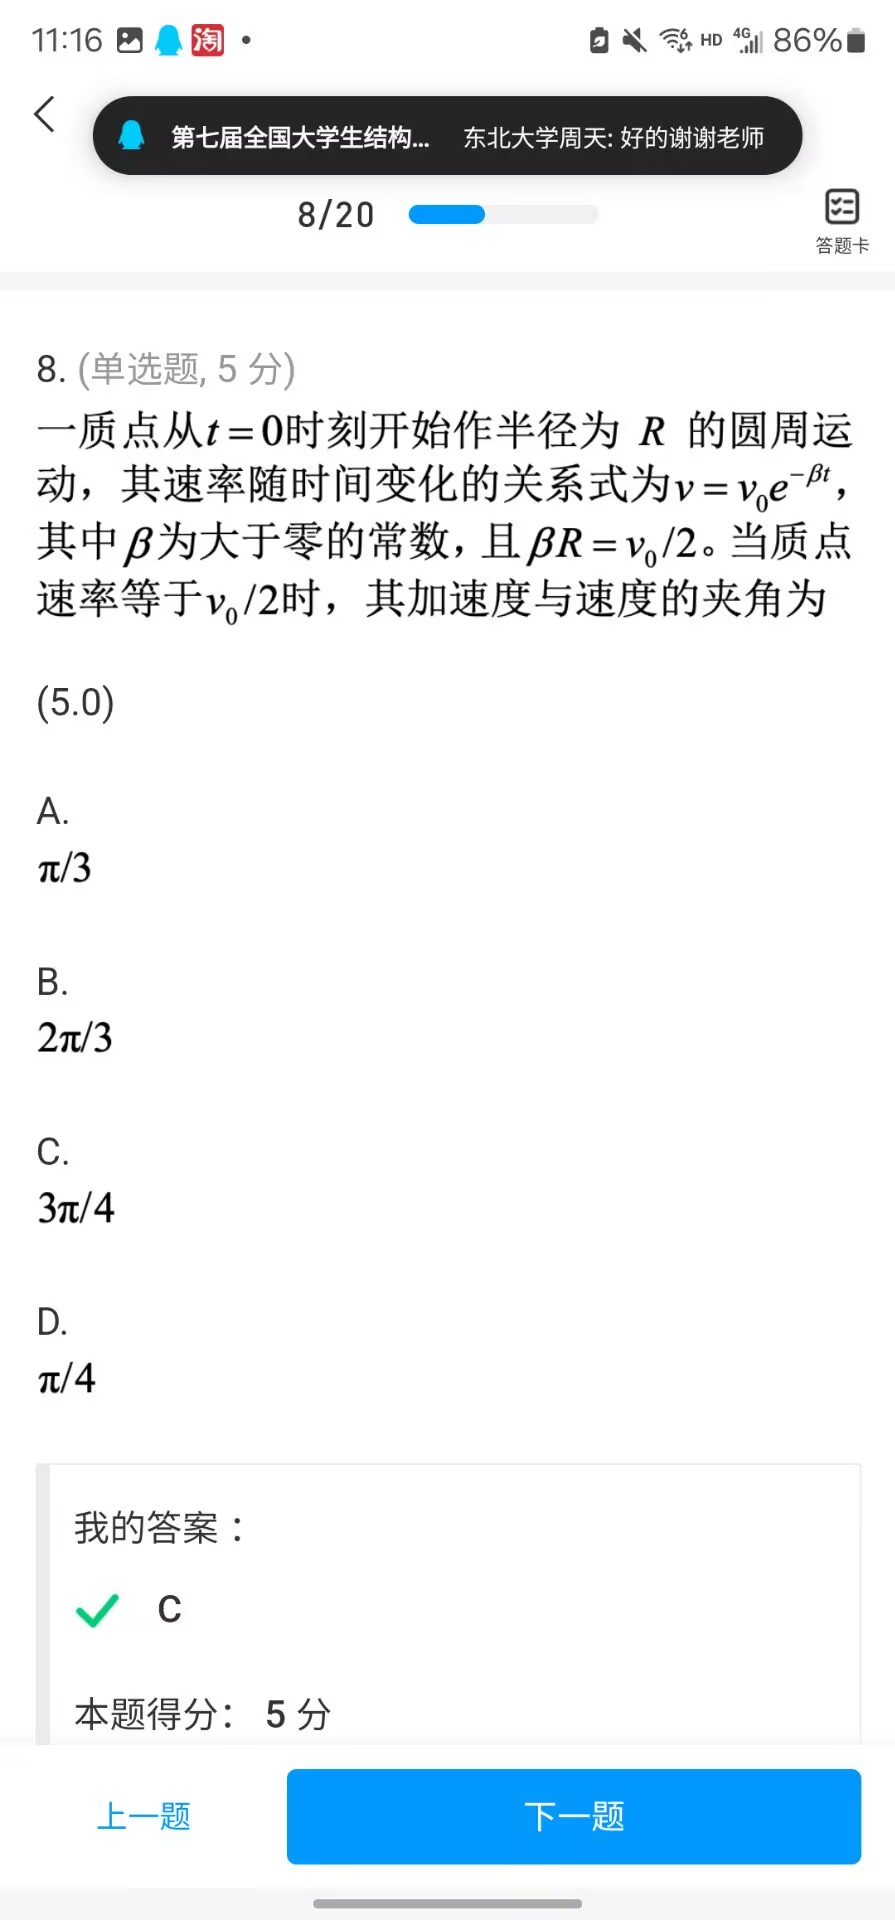 11:16 淘 HD 4G 86%
第七届全国大学生结构... 东北大学周天: 好的谢谢老师
8/20
答题卡
8. (单选题, 5 分)
一质点从t = 0时刻开始作半径为 R 的圆周运
动，其速率随时间变化的关系式为v = v₀e^{-βt}，
其中β为大于零的常数，且βR = v₀/2。当质点
速率等于v₀/2时，其加速度与速度的夹角为
(5.0)
A.
π/3
B.
2π/3
C.
3π/4
D.
π/4
我的答案：
C
本题得分： 5 分
上一题 下一题